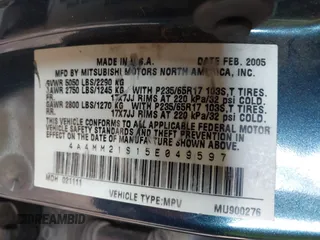 MADE IN U.S.A. DATE FEB. 2005
MFD BY MITSUBISHI MOTORS NORTH AMERICA, INC.
GVWR 5050 LBS/2290 KG
GAWR 2750 LBS/1245 KG WITH P235/65R17 103S,T TIRES.
17X7JJ RIMS AT 220 kPa/32 psi COLD.
GAWR 2800 LBS/1270 KG WITH P235/65R17 103S,T TIRES.
17X7JJ RIMS AT 220 kPa/32 psi COLD.
THIS VEHICLE CONFORMS TO ALL APPLICABLE FEDERAL MOTOR
VEHICLE SAFETY AND THEFT PREVENTION STANDARDS IN EFFECT
ON THE DATE OF MANUFACTURE SHOWN ABOVE.
4A4MM21S15E049597
MDH
VEHICLE TYPE:MPV MU900276
DREAMBID